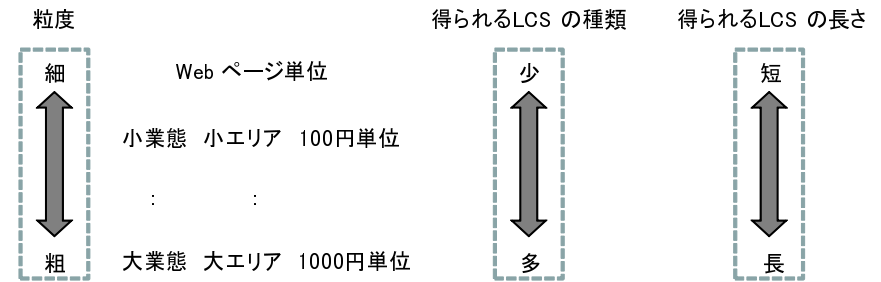 粒度 得られるLCS の種類 得られるLCS の長さ
細 Web ページ単位 少 短
小業態 小エリア 100円単位
: :
粗 大業態 大エリア 1000円単位 多 長